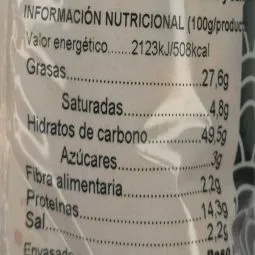 INFORMACIÓN NUTRICIONAL (100g/produc
Valor energético.......2123kJ/508kcal
Grasas..............................27,6g
Saturadas.....................4,8g
Hidratos de carbono..........49,5g
Azúcares.....................3g
Fibra alimentaria................2,2g
Proteínas.........................14,3g
Sal..................................2,2g
Envasado